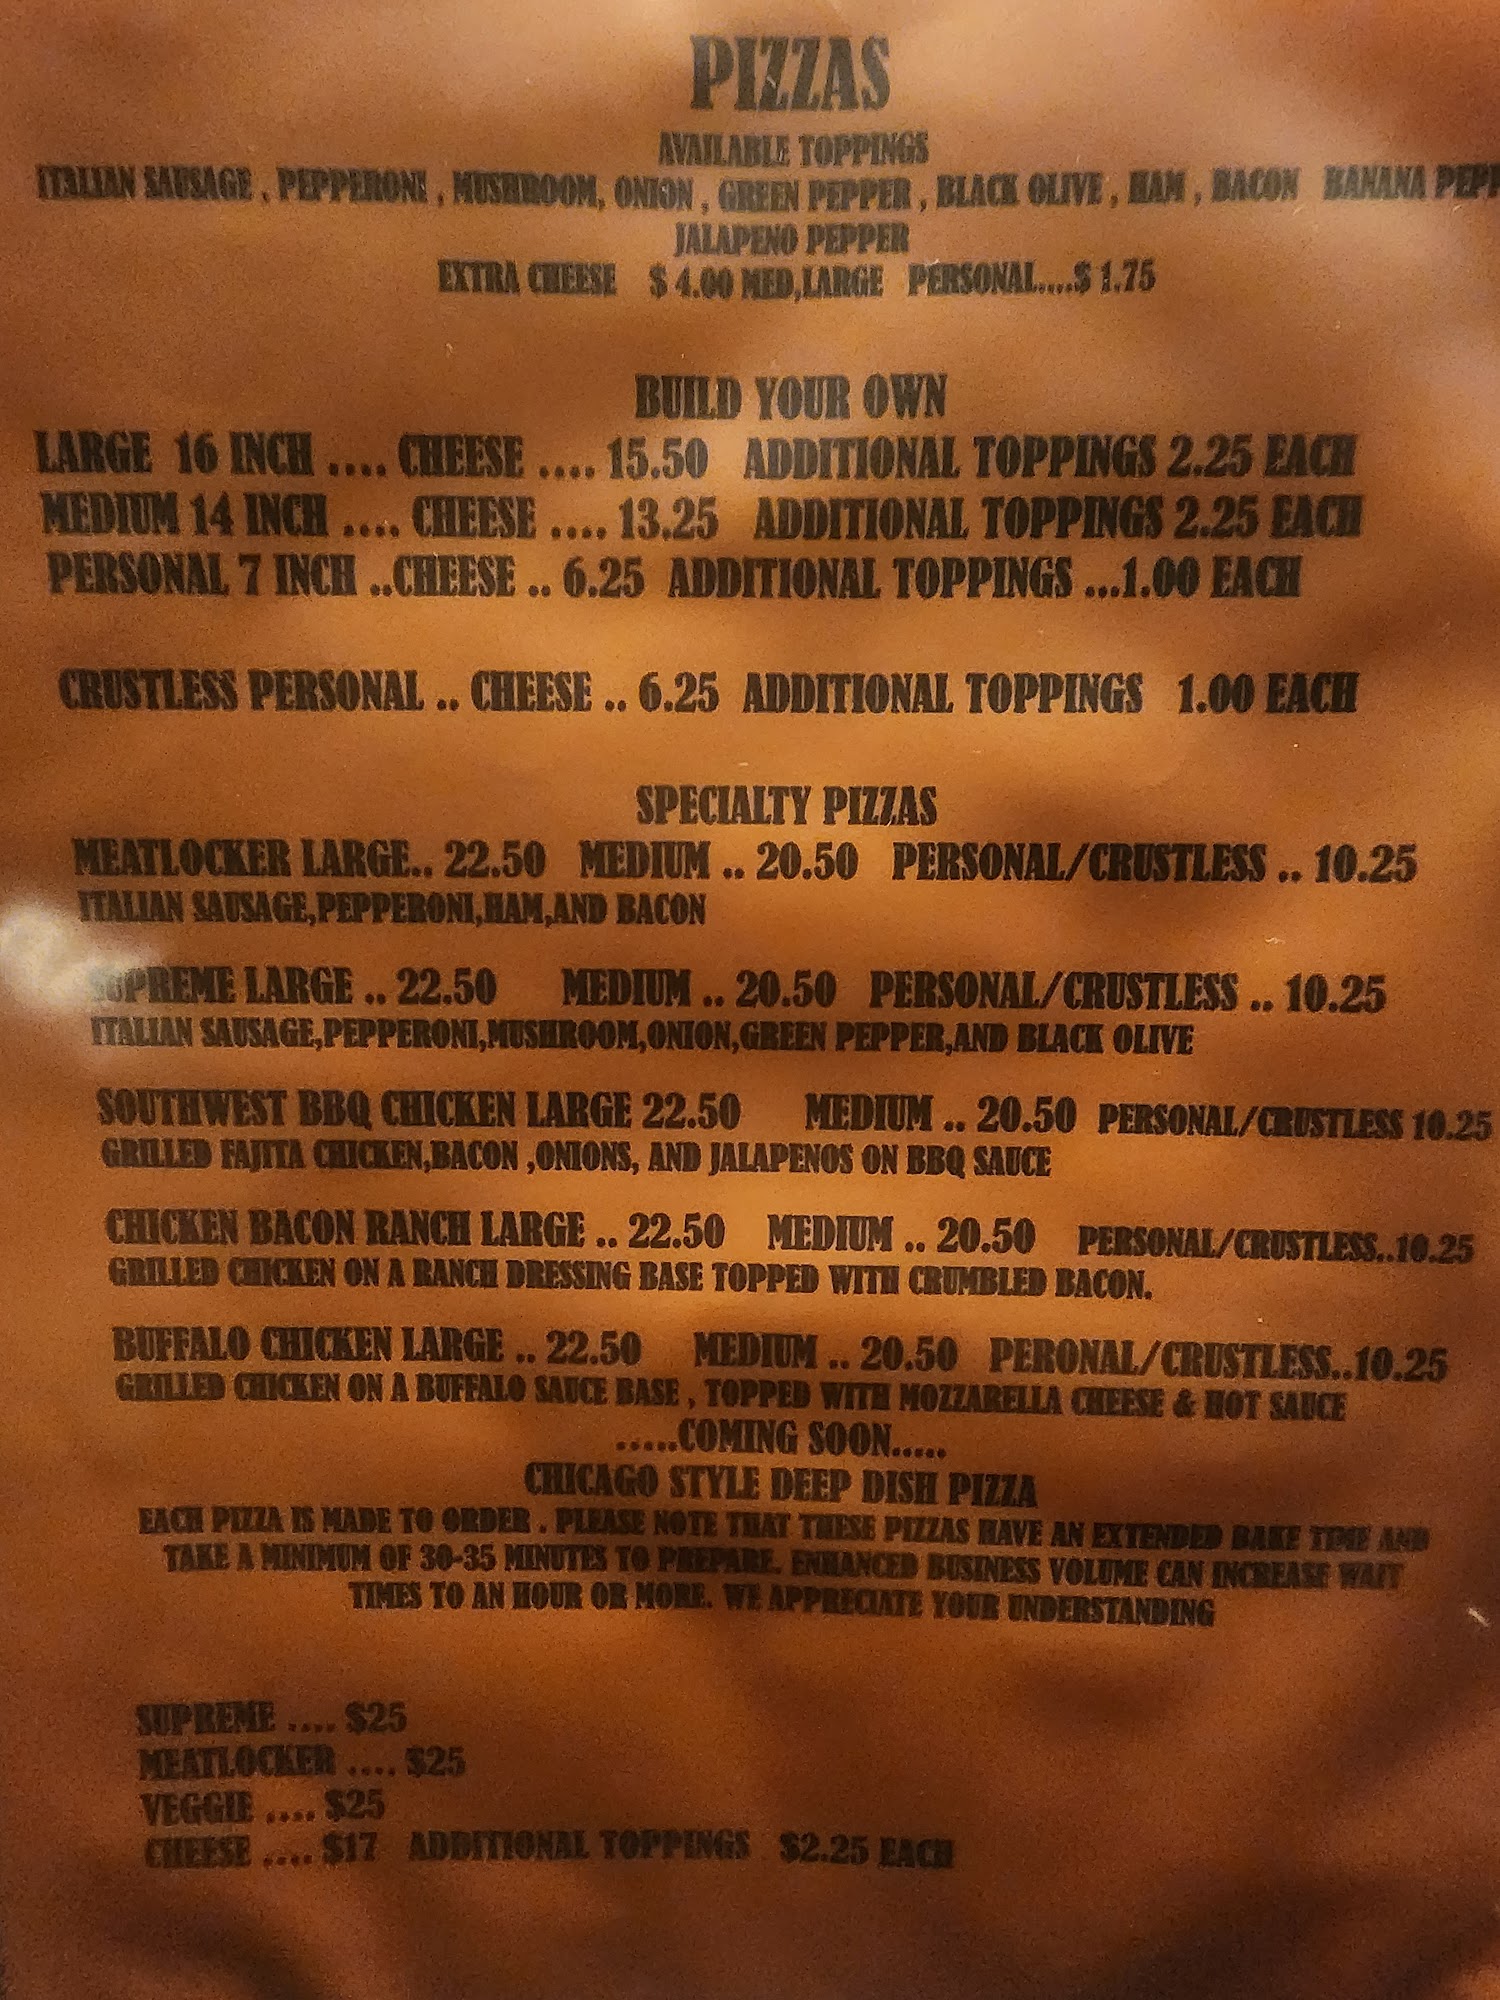 PIZZAS
AVAILABLE TOPPINGS
ITALIAN SAUSAGE , PEPPERONI , MUSHROOM, ONION , GREEN PEPPER , BLACK OLIVE , HAM , BACON BANANA PEPP
JALAPENO PEPPER
EXTRA CHEESE $ 4.00 MED,LARGE PERSONAL....$ 1.75
BUILD YOUR OWN
LARGE 16 INCH .... CHEESE .... 15.50 ADDITIONAL TOPPINGS 2.25 EACH
MEDIUM 14 INCH .... CHEESE .... 13.25 ADDITIONAL TOPPINGS 2.25 EACH
PERSONAL 7 INCH ..CHEESE .. 6.25 ADDITIONAL TOPPINGS ...1.00 EACH
CRUSTLESS PERSONAL .. CHEESE .. 6.25 ADDITIONAL TOPPINGS 1.00 EACH
SPECIALTY PIZZAS
MEATLOCKER LARGE.. 22.50 MEDIUM .. 20.50 PERSONAL/CRUSTLESS .. 10.25
ITALIAN SAUSAGE,PEPPERONI,HAM,AND BACON
SUPREME LARGE .. 22.50 MEDIUM .. 20.50 PERSONAL/CRUSTLESS .. 10.25
ITALIAN SAUSAGE,PEPPERONI,MUSHROOM,ONION,GREEN PEPPER,AND BLACK OLIVE
SOUTHWEST BBQ CHICKEN LARGE 22.50 MEDIUM .. 20.50 PERSONAL/CRUSTLESS 10.25
GRILLED FAJITA CHICKEN,BACON ,ONIONS, AND JALAPENOS ON BBQ SAUCE
CHICKEN BACON RANCH LARGE .. 22.50 MEDIUM .. 20.50 PERSONAL/CRUSTLESS..10.25
GRILLED CHICKEN ON A RANCH DRESSING BASE TOPPED WITH CRUMBLED BACON.
BUFFALO CHICKEN LARGE .. 22.50 MEDIUM .. 20.50 PERONAL/CRUSTLESS..10.25
GRILLED CHICKEN ON A BUFFALO SAUCE BASE , TOPPED WITH MOZZARELLA CHEESE & HOT SAUCE
.....COMING SOON.....
CHICAGO STYLE DEEP DISH PIZZA
EACH PIZZA IS MADE TO ORDER . PLEASE NOTE THAT THESE PIZZAS HAVE AN EXTENDED BAKE TIME AND
TAKE A MINIMUM OF 30-35 MINUTES TO PREPARE. ENHANCED BUSINESS VOLUME CAN INCREASE WAIT
TIMES TO AN HOUR OR MORE. WE APPRECIATE YOUR UNDERSTANDING
SUPREME .... $25
MEATLOCKER .... $25
VEGGIE .... $25
CHEESE .... $17 ADDITIONAL TOPPINGS $2.25 EACH